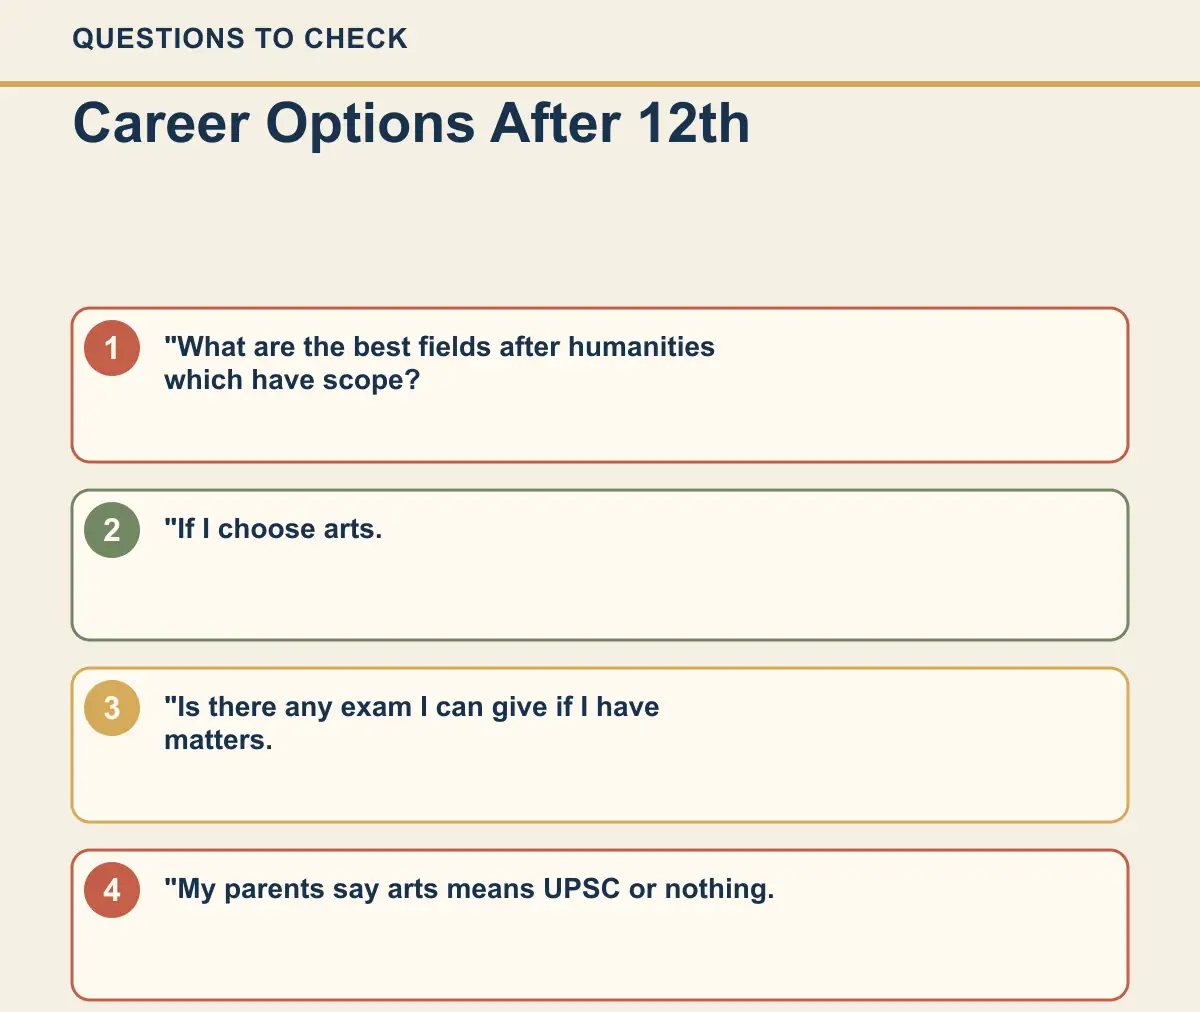 QUESTIONS TO CHECK
Career Options After 12th
1
"What are the best fields after humanities
which have scope?
2
"If I choose arts.
3
"Is there any exam I can give if I have
matters.
4
"My parents say arts means UPSC or nothing.